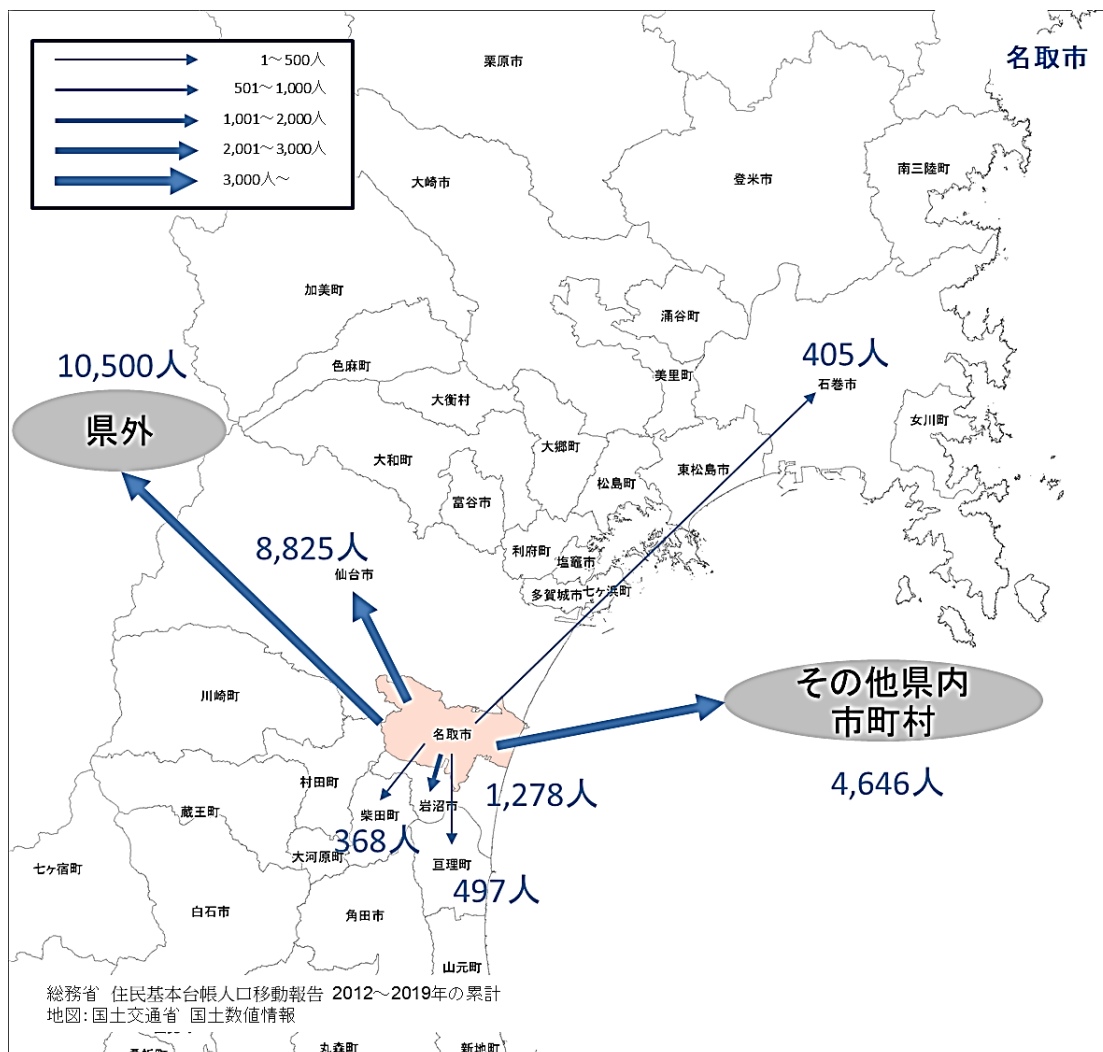 1～500人
501～1,000人
1,001～2,000人
2,001～3,000人
3,000人～
名取市
栗原市
登米市
南三陸町
大崎市
加美町
涌谷町
色麻町
美里町
405人
石巻市
10,500人
県外
大衡村
女川町
大郷町
大和町
東松島市
松島町
富谷市
8,825人
仙台市
利府町
塩竈市
多賀城市
七ヶ浜町
川崎町
その他県内
市町村
名取市
4,646人
村田町
1,278人
岩沼市
蔵王町
柴田町
368人
大河原町
亘理町
497人
七ヶ宿町
白石市
角田市
山元町
総務省 住民基本台帳人口移動報告 2012～2019年の累計
地図：国土交通省 国土数値情報
丸森町
新地町